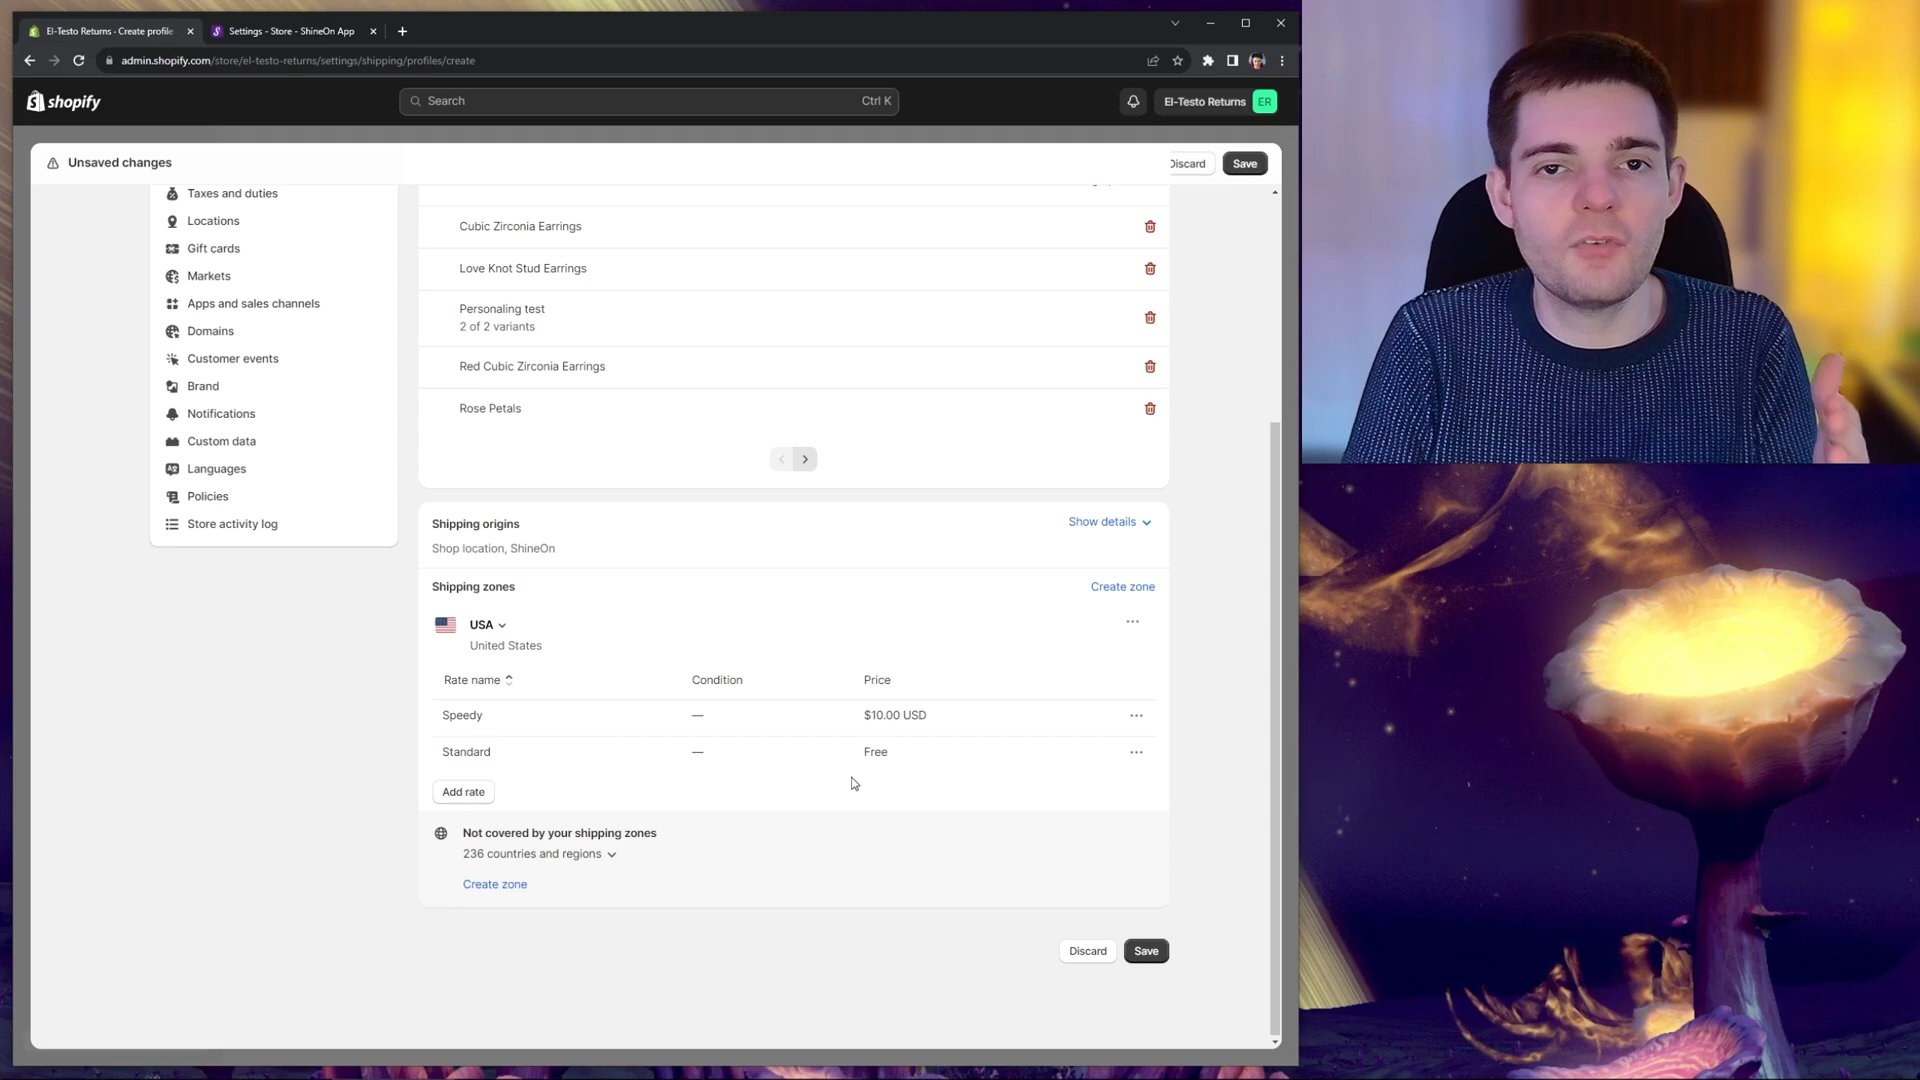 El-Testo Returns · Create profile
Settings - Store - ShineOn App
admin.shopify.com/store/el-testo-returns/settings/shipping/profiles/create
shopify
Search
Ctrl K
El-Testo Returns
ER
Unsaved changes
Discard
Save
Taxes and duties
Locations
Gift cards
Markets
Apps and sales channels
Domains
Customer events
Brand
Notifications
Custom data
Languages
Policies
Store activity log
Cubic Zirconia Earrings
Love Knot Stud Earrings
Personaling test
2 of 2 variants
Red Cubic Zirconia Earrings
Rose Petals
Shipping origins
Show details
Shop location, ShineOn
Shipping zones
Create zone
USA
United States
Rate name
Condition
Price
Speedy
—
$10.00 USD
Standard
—
Free
Add rate
Not covered by your shipping zones
236 countries and regions
Create zone
Discard
Save